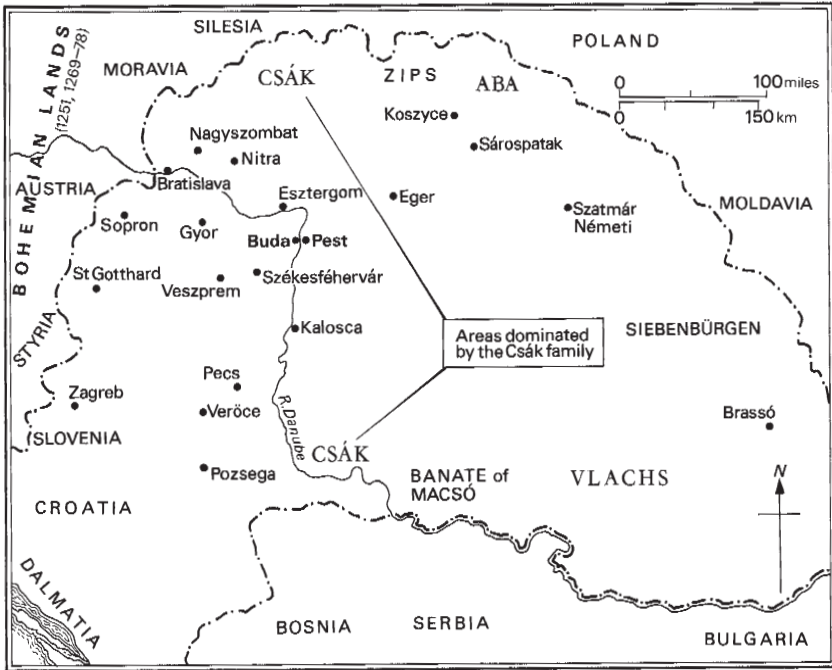 SILESIA
POLAND
MORAVIA
CSÁK
ZIPS
ABA
0 100 miles
0 150 km
BOHEMIAN LANDS
(1251, 1269–78)
Koszyce
Sárospatak
Nagyszombat
Nitra
Bratislava
AUSTRIA
Esztergom
Eger
Szatmár
Németi
MOLDAVIA
Sopron
Gyor
Buda
Pest
St Gotthard
Veszprem
Székesféhervár
Kalosca
STYRIA
Areas dominated
by the Csák family
SIEBENBÜRGEN
Pecs
Zagreb
Veröce
R. Danube
Brassó
SLOVENIA
CSÁK
Pozsega
BANATE of
MACSÓ
VLACHS
N
CROATIA
DALMATIA
BOSNIA
SERBIA
BULGARIA